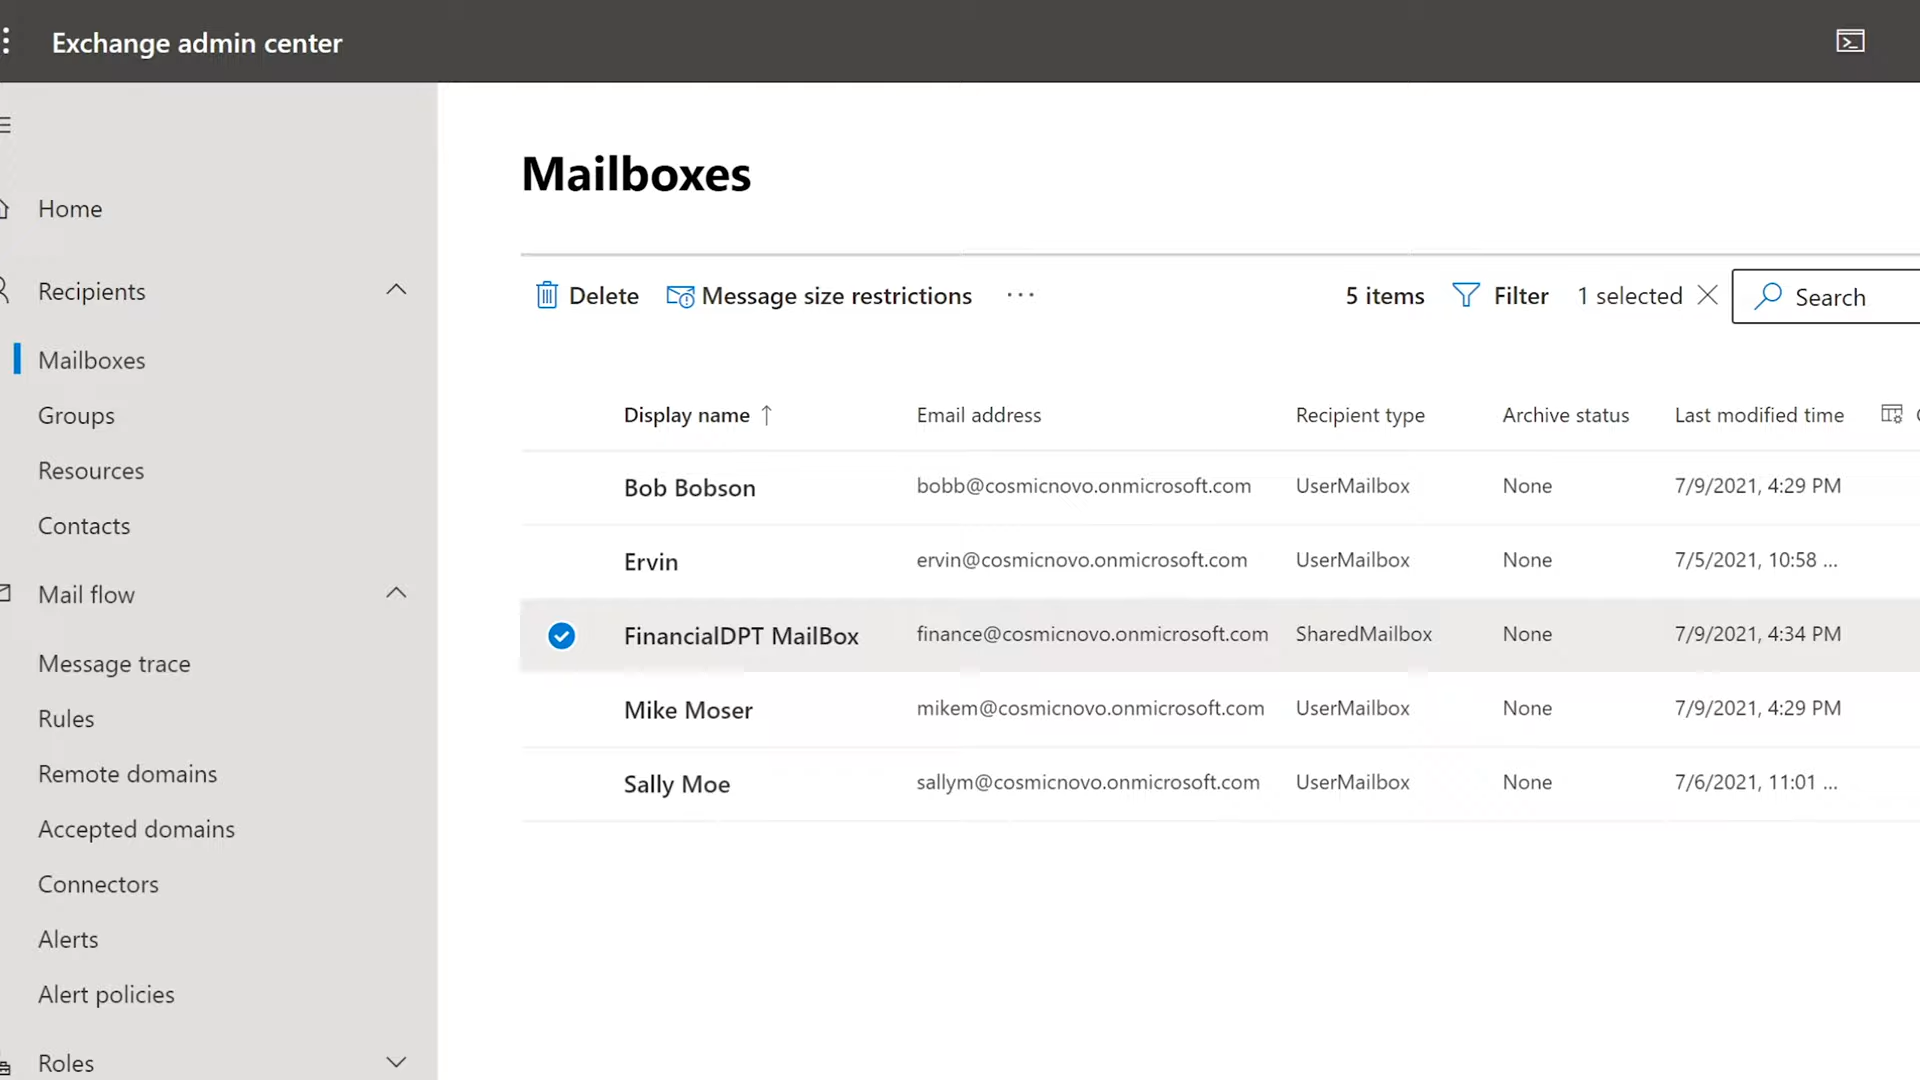 Exchange admin center
Home
Recipients
Mailboxes
Groups
Resources
Contacts
Mail flow
Message trace
Rules
Remote domains
Accepted domains
Connectors
Alerts
Alert policies
Roles
Mailboxes
Delete Message size restrictions ··· 5 items Filter 1 selected Search
Display name ↑ Email address Recipient type Archive status Last modified time
Bob Bobson bobb@cosmicnovo.onmicrosoft.com UserMailbox None 7/9/2021, 4:29 PM
Ervin ervin@cosmicnovo.onmicrosoft.com UserMailbox None 7/5/2021, 10:58 ...
FinancialDPT MailBox finance@cosmicnovo.onmicrosoft.com SharedMailbox None 7/9/2021, 4:34 PM
Mike Moser mikem@cosmicnovo.onmicrosoft.com UserMailbox None 7/9/2021, 4:29 PM
Sally Moe sallym@cosmicnovo.onmicrosoft.com UserMailbox None 7/6/2021, 11:01 ...